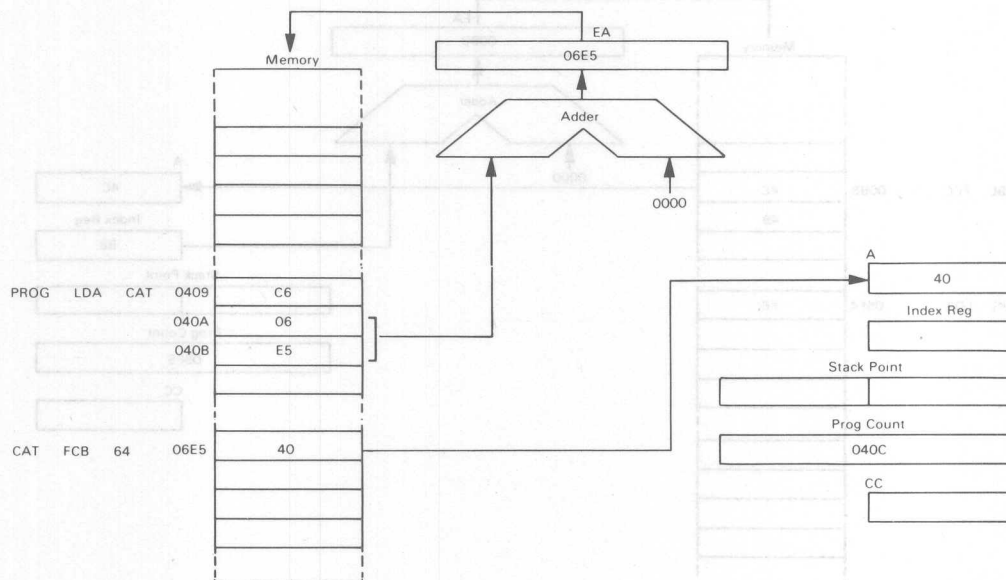 EA
06E5
Memory
Adder
0000
A
PROG LDA CAT 0409 C6
40
040A 06
Index Reg
040B E5
Stack Point
Prog Count
CAT FCB 64 06E5 40
040C
CC